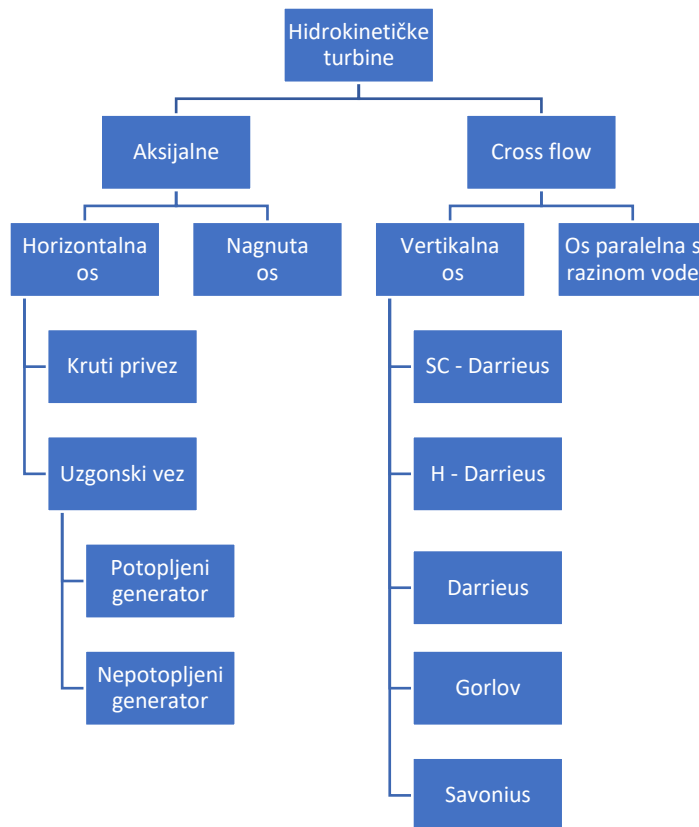 Hidrokinetičke
turbine
Aksijalne
Cross flow
Horizontalna
os
Nagnuta
os
Vertikalna
os
Os paralelna s
razinom vode
Kruti privez
SC - Darrieus
Uzgonski vez
H - Darrieus
Potopljeni
generator
Darrieus
Nepotopljeni
generator
Gorlov
Savonius